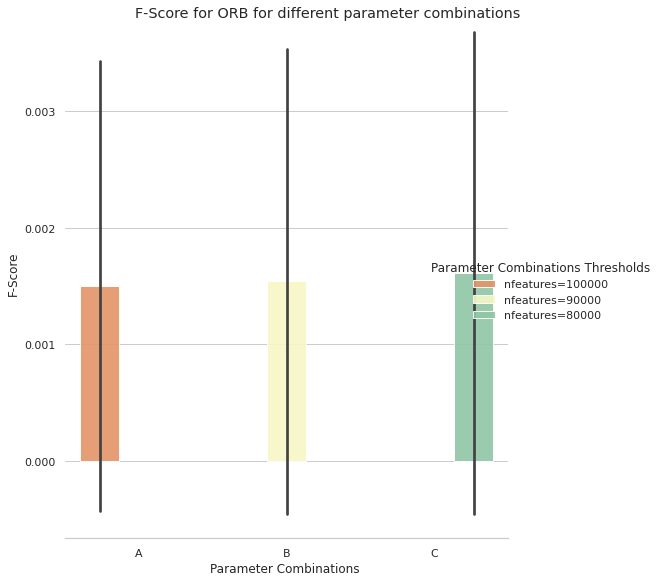 F-Score for ORB for different parameter combinations
0.003
0.002
0.001
0.000
F-Score
Parameter Combinations Thresholds
nfeatures=100000
nfeatures=90000
nfeatures=80000
A B C
Parameter Combinations